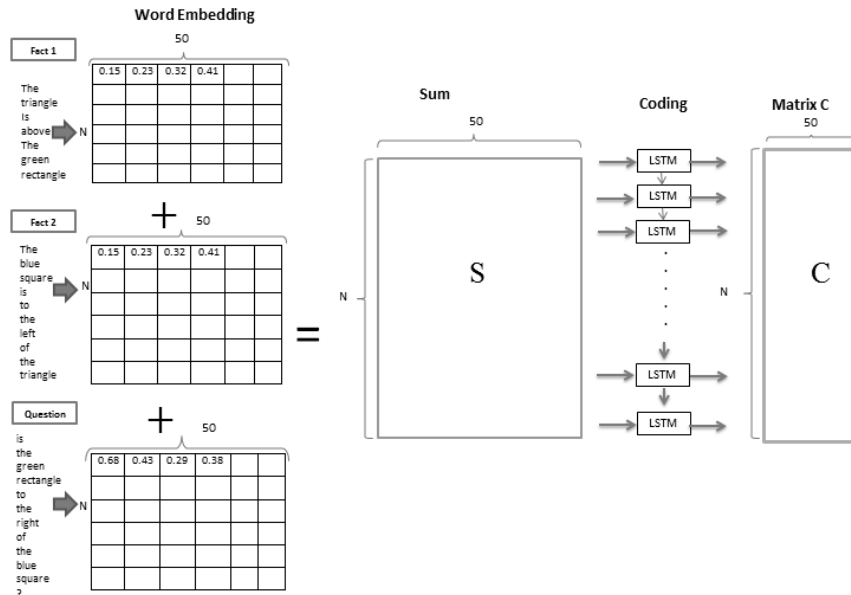 Word Embedding
50
Fact 1
0.15 0.23 0.32 0.41
The
triangle
is
above
The
green
rectangle
N
+
Fact 2
50
0.15 0.23 0.32 0.41
The
blue
square
is
to
the
left
of
the
triangle
N
+
Question
50
0.68 0.43 0.29 0.38
is
the
green
rectangle
to
the
right
of
the
blue
square
?
N
=
Sum
50
N
S
Coding
LSTM
LSTM
LSTM
LSTM
LSTM
Matrix C
50
N
C